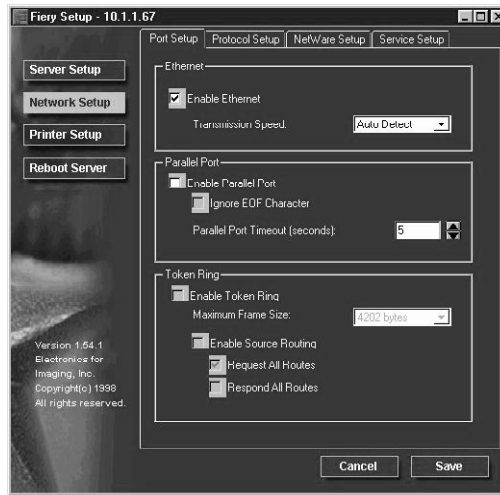 Fiery Setup - 10.1.1.67
Port Setup
Protocol Setup
NetWare Setup
Service Setup
Server Setup
Network Setup
Printer Setup
Reboot Server
Ethernet
Enable Ethernet
Transmission Speed:
Auto Detect
Parallel Port
Enable Parallel Port
Ignore EOF Character
Parallel Port Timeout (seconds):
5
Token Ring
Enable Token Ring
Maximum Frame Size:
4202 bytes
Enable Source Routing
Request All Routes
Respond All Routes
Version 1.54.1
Electronics for
Imaging, Inc.
Copyright(c) 1998
All rights reserved.
Cancel
Save